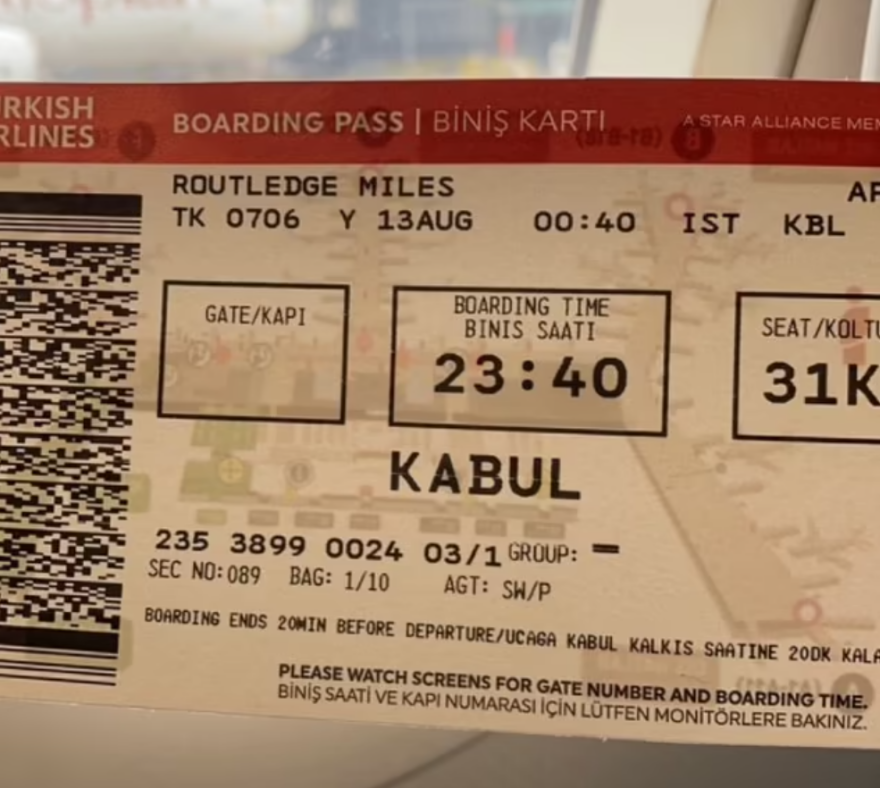 URKISH
RLINES
BOARDING PASS | BİNİŞ KARTI
A STAR ALLIANCE MEM
ROUTLEDGE MILES
TK 0706 Y 13AUG 00:40 IST KBL
GATE/KAPI
BOARDING TIME
BINIS SAATI
23:40
SEAT/KOLTU
31K
KABUL
235 3899 0024 03/1 GROUP: -
SEC NO:089 BAG: 1/10 AGT: SW/P
BOARDING ENDS 20MIN BEFORE DEPARTURE/UCAGA KABUL KALKIS SAATINE 20DK KALA
PLEASE WATCH SCREENS FOR GATE NUMBER AND BOARDING TIME.
BİNİŞ SAATİ VE KAPI NUMARASI İÇİN LÜTFEN MONİTÖRLERE BAKINIZ.